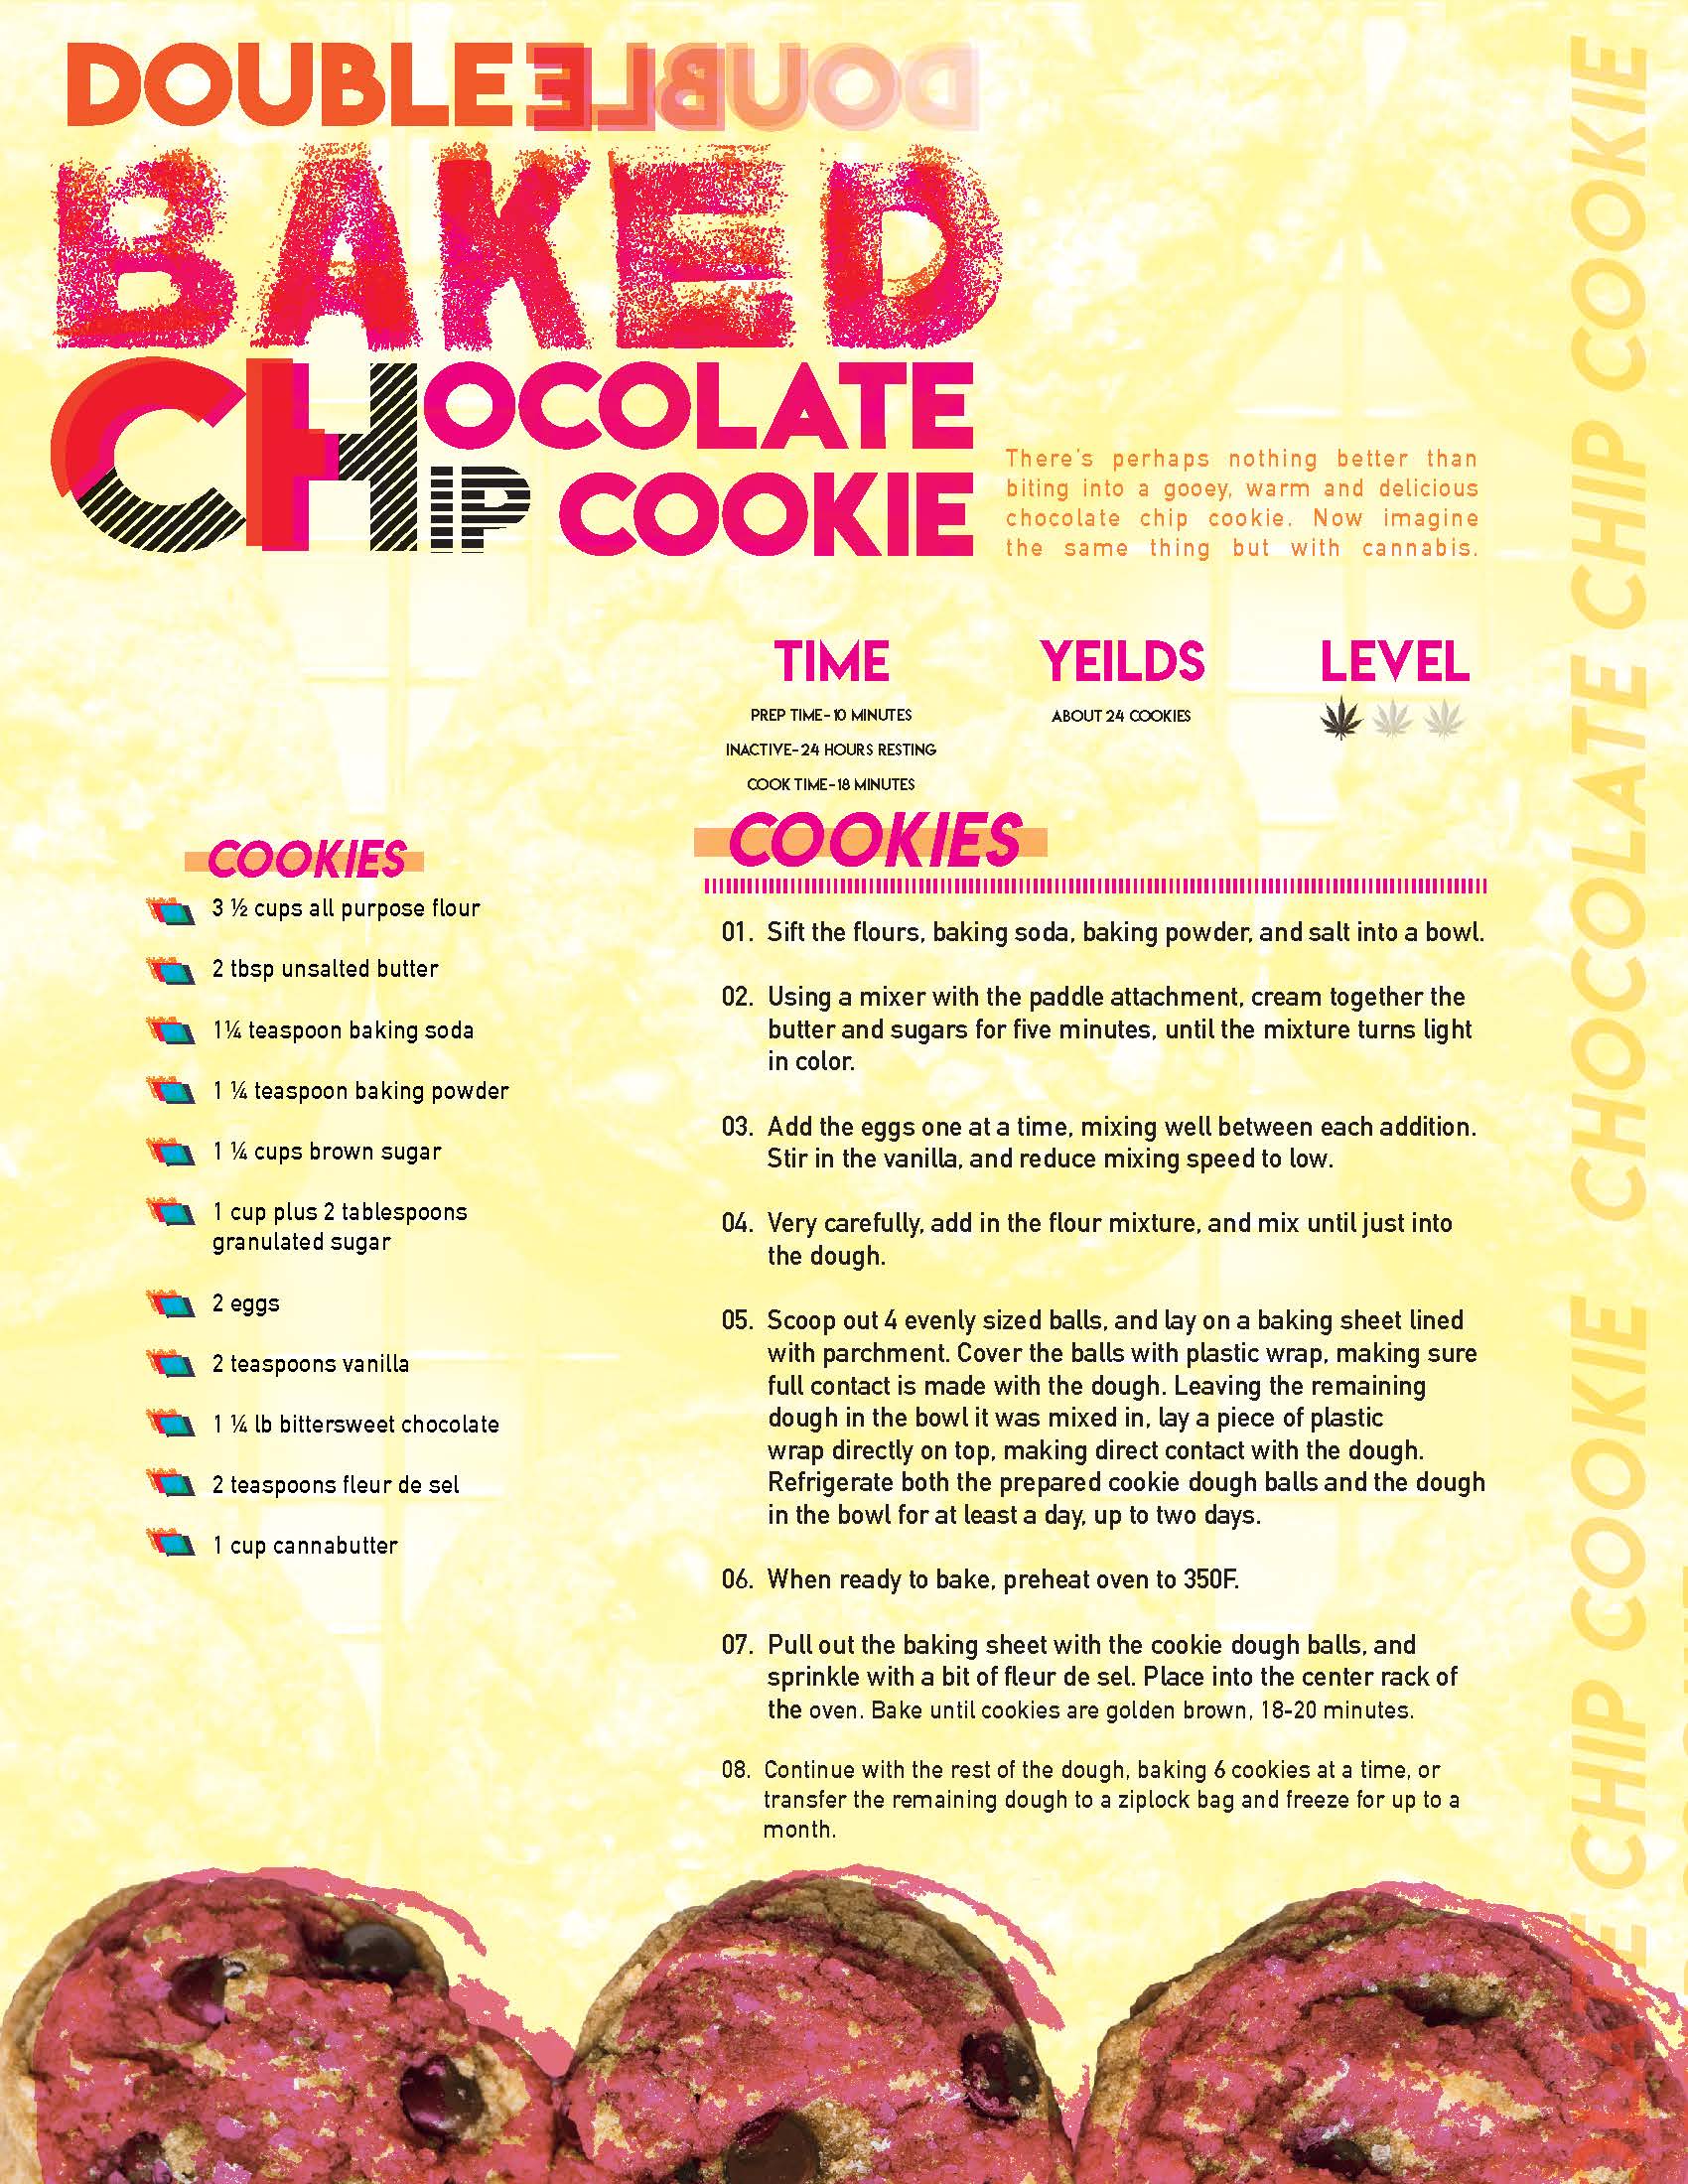 DOUBLE DOUBLE
BAKED
CHOCOLATE
CHIP COOKIE
There's perhaps nothing better than
biting into a gooey, warm and delicious
chocolate chip cookie. Now imagine
the same thing but with cannabis.
TIME
PREP TIME-10 MINUTES
INACTIVE-24 HOURS RESTING
COOK TIME-18 MINUTES
YEILDS
ABOUT 24 COOKIES
LEVEL
COOKIES
3 ½ cups all purpose flour
2 tbsp unsalted butter
1¼ teaspoon baking soda
1 ¼ teaspoon baking powder
1 ¼ cups brown sugar
1 cup plus 2 tablespoons
granulated sugar
2 eggs
2 teaspoons vanilla
1 ¼ lb bittersweet chocolate
2 teaspoons fleur de sel
1 cup cannabutter
COOKIES
01. Sift the flours, baking soda, baking powder, and salt into a bowl.
02. Using a mixer with the paddle attachment, cream together the
butter and sugars for five minutes, until the mixture turns light
in color.
03. Add the eggs one at a time, mixing well between each addition.
Stir in the vanilla, and reduce mixing speed to low.
04. Very carefully, add in the flour mixture, and mix until just into
the dough.
05. Scoop out 4 evenly sized balls, and lay on a baking sheet lined
with parchment. Cover the balls with plastic wrap, making sure
full contact is made with the dough. Leaving the remaining
dough in the bowl it was mixed in, lay a piece of plastic
wrap directly on top, making direct contact with the dough.
Refrigerate both the prepared cookie dough balls and the dough
in the bowl for at least a day, up to two days.
06. When ready to bake, preheat oven to 350F.
07. Pull out the baking sheet with the cookie dough balls, and
sprinkle with a bit of fleur de sel. Place into the center rack of
the oven. Bake until cookies are golden brown, 18-20 minutes.
08. Continue with the rest of the dough, baking 6 cookies at a time, or
transfer the remaining dough to a ziplock bag and freeze for up to a
month.
CHIP COOKIE CHOCOLATE CHIP COOKIE